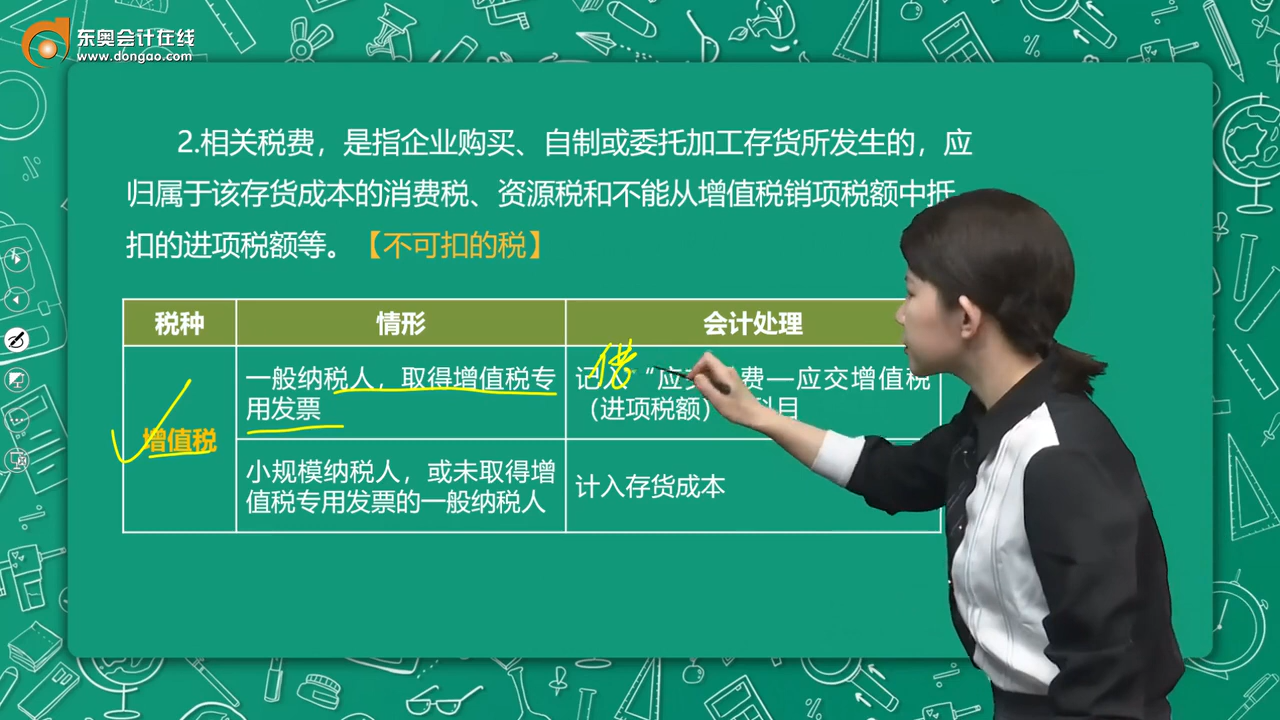 东奥会计在线
www.dongao.com
2.相关税费，是指企业购买、自制或委托加工存货所发生的，应
归属于该存货成本的消费税、资源税和不能从增值税销项税额中抵
扣的进项税额等。【不可扣的税】
税种
情形
会计处理
增值税
一般纳税人，取得增值税专
用发票
记入“应交税费—应交增值税
（进项税额）
科目
小规模纳税人，或未取得增
值税专用发票的一般纳税人
计入存货成本